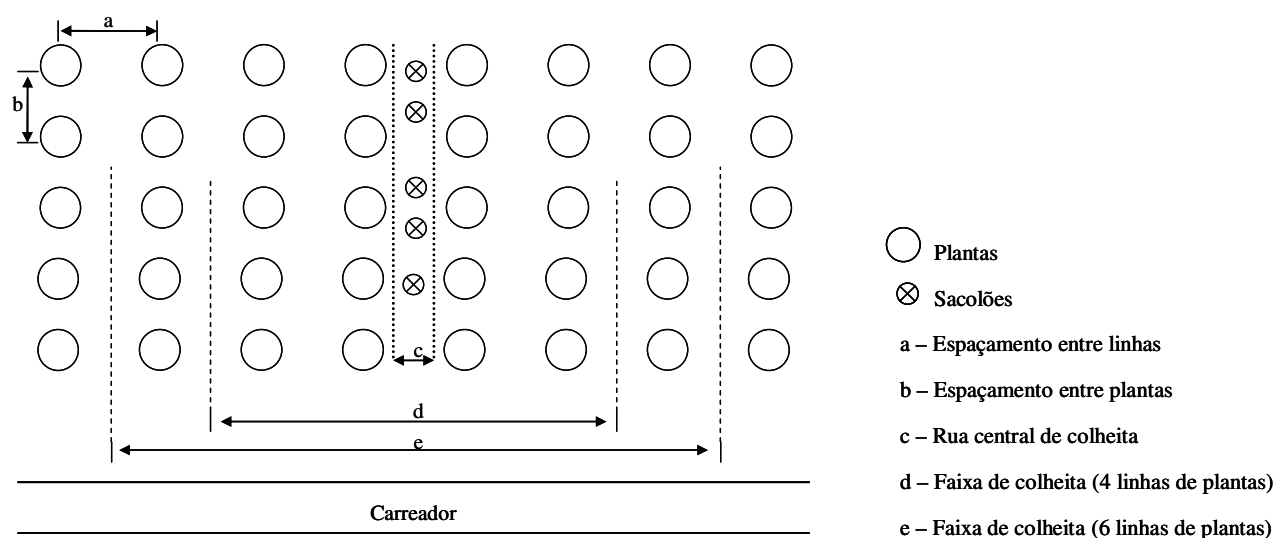 a
b
c
d
e
Carreador
Plantas
Sacolões
a – Espaçamento entre linhas
b – Espaçamento entre plantas
c – Rua central de colheita
d – Faixa de colheita (4 linhas de plantas)
e – Faixa de colheita (6 linhas de plantas)